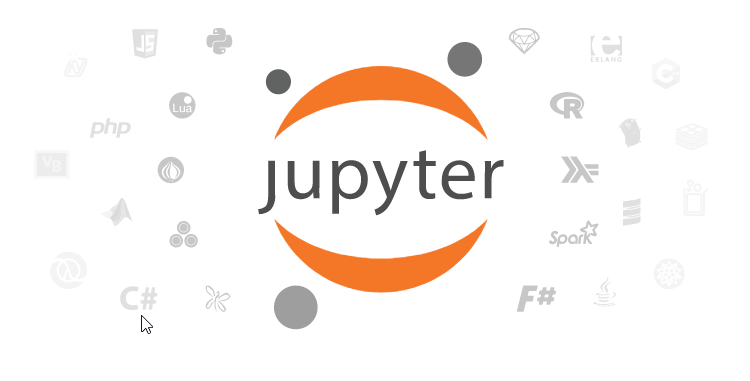 JS
ERLANG
Lua
R
php
VB
jupyter
Spark
C#
F#